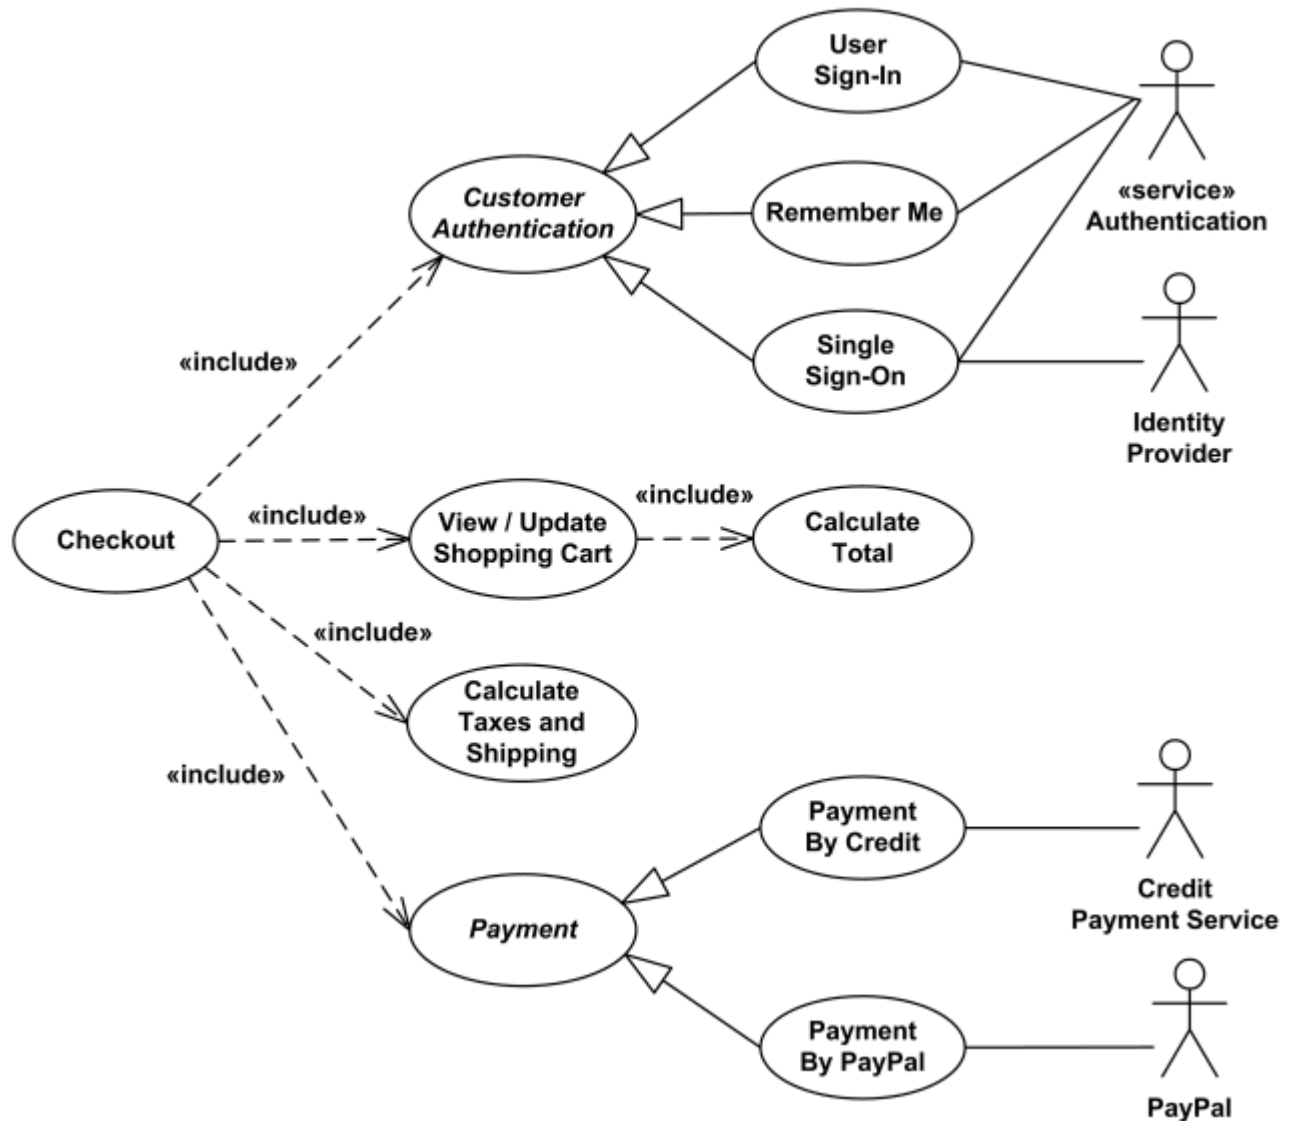 User
Sign-In
«service»
Authentication
Customer
Authentication
Remember Me
Single
Sign-On
Identity
Provider
«include»
Checkout
«include»
View / Update
Shopping Cart
«include»
Calculate
Total
«include»
Calculate
Taxes and
Shipping
«include»
Payment
Payment
By Credit
Credit
Payment Service
Payment
By PayPal
PayPal